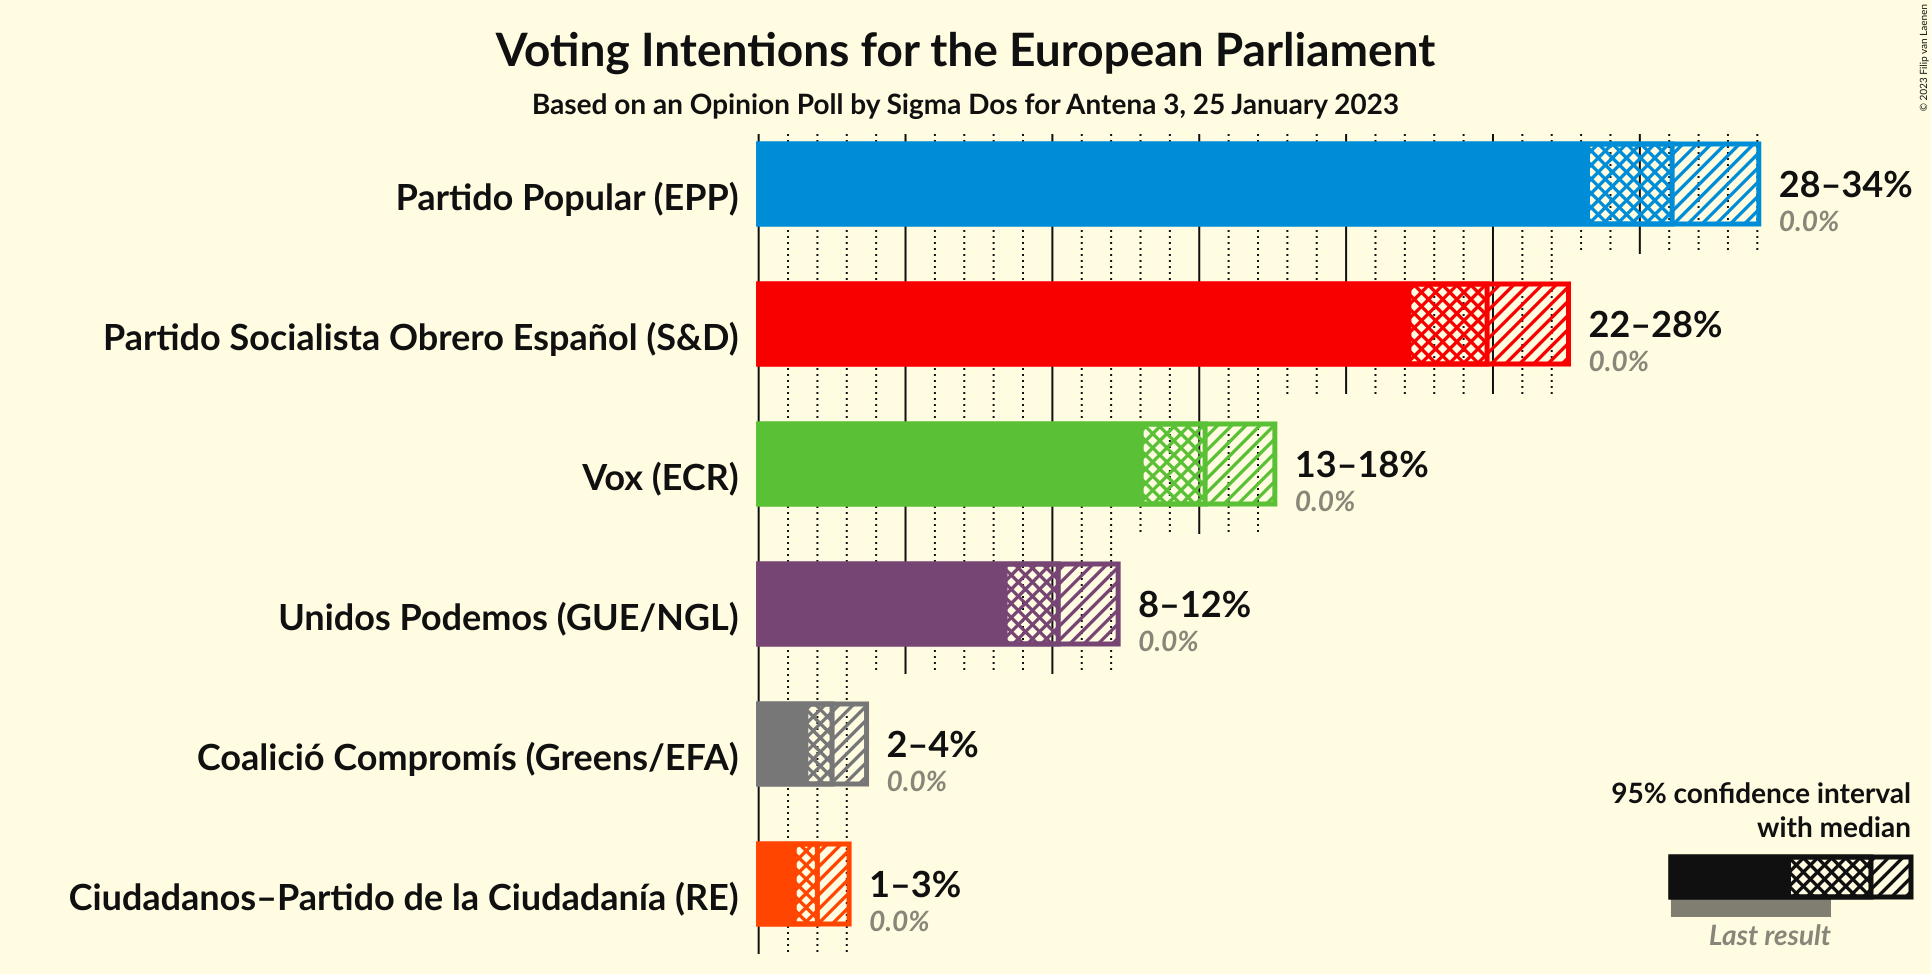 Voting Intentions for the European Parliament
Based on an Opinion Poll by Sigma Dos for Antena 3, 25 January 2023
© 2023 Filip van Laenen
Partido Popular (EPP)
28–34%
0.0%
Partido Socialista Obrero Español (S&D)
22–28%
0.0%
Vox (ECR)
13–18%
0.0%
Unidos Podemos (GUE/NGL)
8–12%
0.0%
Coalició Compromís (Greens/EFA)
2–4%
0.0%
Ciudadanos–Partido de la Ciudadanía (RE)
1–3%
0.0%
95% confidence interval
with median
Last result